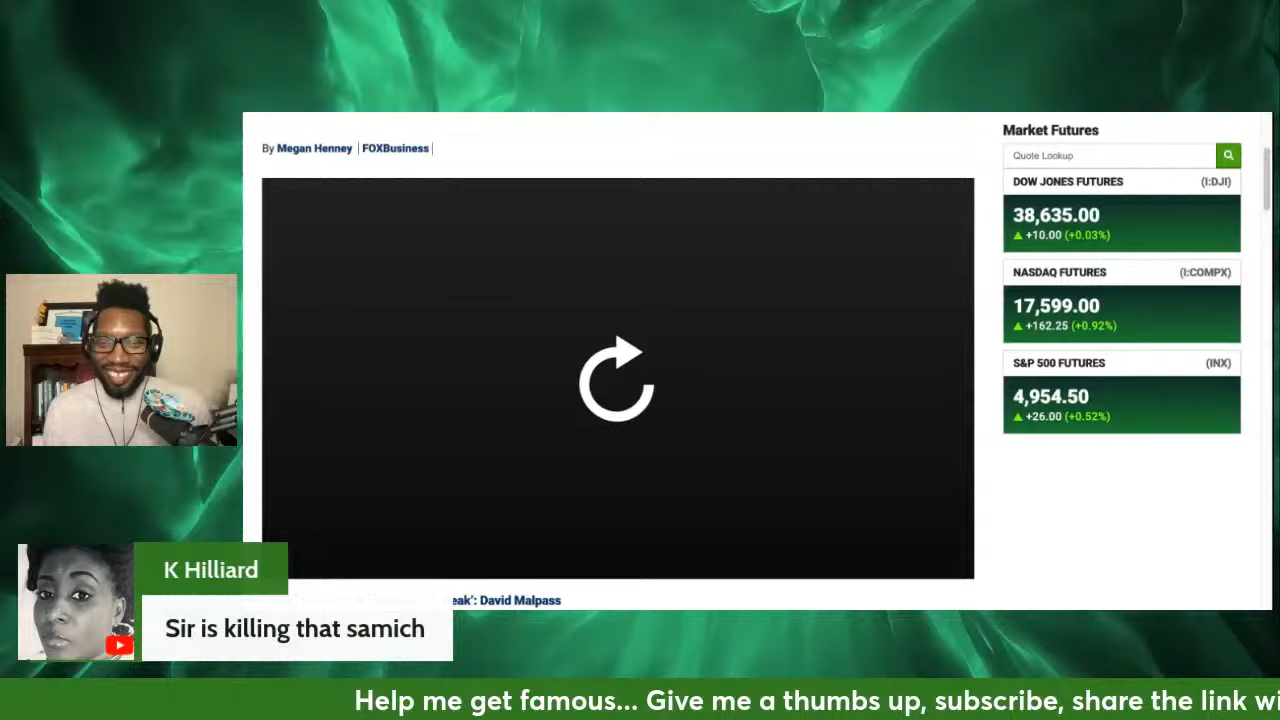 By Megan Henney | FOXBusiness |
Market Futures
Quote Lookup
DOW JONES FUTURES (I:DJI)
38,635.00
+10.00 (+0.03%)
NASDAQ FUTURES (I:COMPX)
17,599.00
+162.25 (+0.92%)
S&P 500 FUTURES (INX)
4,954.50
+26.00 (+0.52%)
eak’: David Malpass
K Hilliard
Sir is killing that samich
Help me get famous... Give me a thumbs up, subscribe, share the link wi